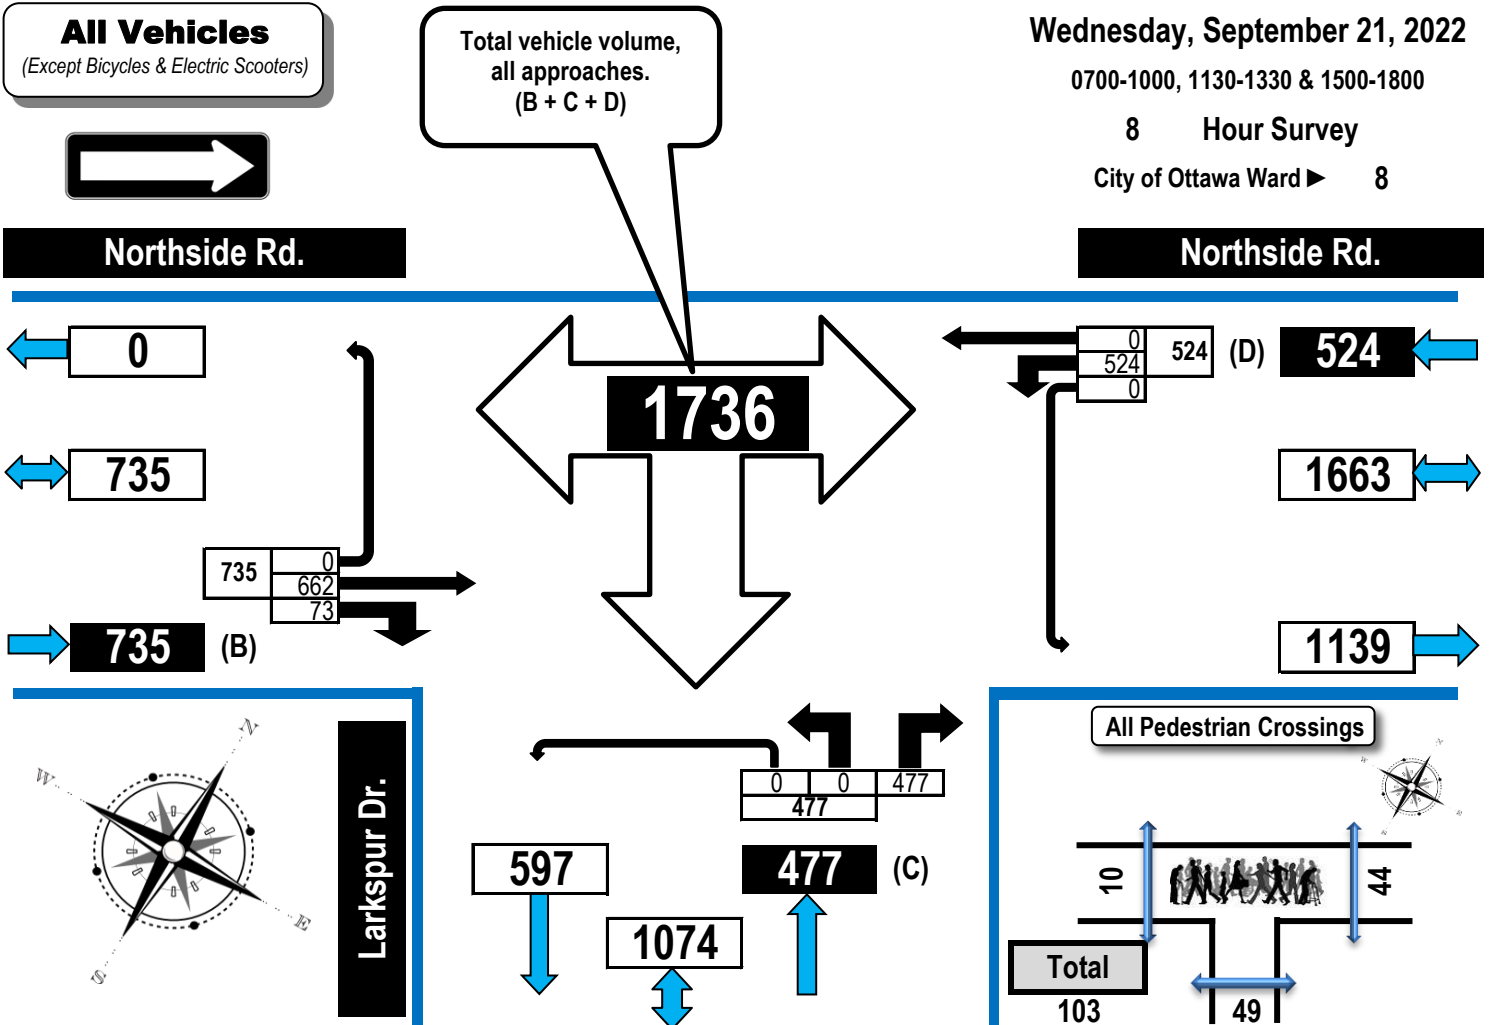 All Vehicles
(Except Bicycles & Electric Scooters)
Total vehicle volume,
all approaches.
(B + C + D)
Wednesday, September 21, 2022
0700-1000, 1130-1330 & 1500-1800
8 Hour Survey
City of Ottawa Ward ► 8
Northside Rd.
Northside Rd.
0
735
735
0
662
73
735 (B)
1736
0
524
0
524
(D)
524
1663
1139
N
W
E
S
Larkspur Dr.
0 0 477
477
597
477 (C)
1074
All Pedestrian Crossings
N
W
E
S
10
44
Total
103
49